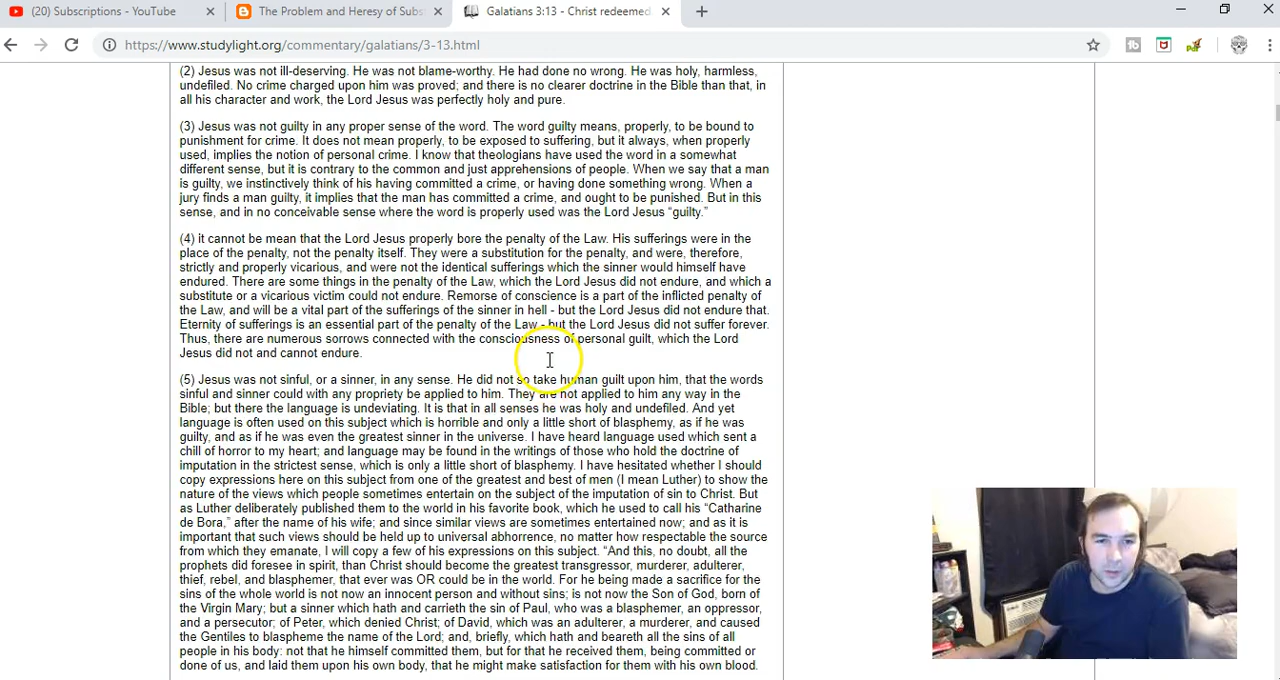 (20) Subscriptions - YouTube
The Problem and Heresy of Subs
Galatians 3:13 - Christ redeemed
https://www.studylight.org/commentary/galatians/3-13.html
(2) Jesus was not ill-deserving. He was not blame-worthy. He had done no wrong. He was holy, harmless,
undefiled. No crime charged upon him was proved; and there is no clearer doctrine in the Bible than that, in
all his character and work, the Lord Jesus was perfectly holy and pure.
(3) Jesus was not guilty in any proper sense of the word. The word guilty means, properly, to be bound to
punishment for crime. It does not mean properly, to be exposed to suffering, but it always, when properly
used, implies the notion of personal crime. I know that theologians have used the word in a somewhat
different sense, but it is contrary to the common and just apprehensions of people. When we say that a man
is guilty, we instinctively think of his having committed a crime, or having done something wrong. When a
jury finds a man guilty, it implies that the man has committed a crime, and ought to be punished. But in this
sense, and in no conceivable sense where the word is properly used was the Lord Jesus “guilty.”
(4) it cannot be mean that the Lord Jesus properly bore the penalty of the Law. His sufferings were in the
place of the penalty, not the penalty itself. They were a substitution for the penalty, and were, therefore,
strictly and properly vicarious, and were not the identical sufferings which the sinner would himself have
endured. There are some things in the penalty of the Law, which the Lord Jesus did not endure, and which a
substitute or a vicarious victim could not endure. Remorse of conscience is a part of the inflicted penalty of
the Law, and will be a vital part of the sufferings of the sinner in hell - but the Lord Jesus did not endure that.
Eternity of sufferings is an essential part of the penalty of the Law - but the Lord Jesus did not suffer forever.
Thus, there are numerous sorrows connected with the consciousness of personal guilt, which the Lord
Jesus did not and cannot endure.
(5) Jesus was not sinful, or a sinner, in any sense. He did not so take human guilt upon him, that the words
sinful and sinner could with any propriety be applied to him. They are not applied to him any way in the
Bible; but there the language is undeviating. It is that in all senses he was holy and undefiled. And yet
language is often used on this subject which is horrible and only a little short of blasphemy, as if he was
guilty, and as if he was even the greatest sinner in the universe. I have heard language used which sent a
chill of horror to my heart; and language may be found in the writings of those who hold the doctrine of
imputation in the strictest sense, which is only a little short of blasphemy. I have hesitated whether I should
copy expressions here on this subject from one of the greatest and best of men (I mean Luther) to show the
nature of the views which people sometimes entertain on the subject of the imputation of sin to Christ. But
as Luther deliberately published them to the world in his favorite book, which he used to call his “Catharine
de Bora,” after the name of his wife; and since similar views are sometimes entertained now; and as it is
important that such views should be held up to universal abhorrence, no matter how respectable the source
from which they emanate, I will copy a few of his expressions on this subject. “And this, no doubt, all the
prophets did foresee in spirit, than Christ should become the greatest transgressor, murderer, adulterer,
thief, rebel, and blasphemer, that ever was OR could be in the world. For he being made a sacrifice for the
sins of the whole world is not now an innocent person and without sins; is not now the Son of God, born of
the Virgin Mary; but a sinner which hath and carrieth the sin of Paul, who was a blasphemer, an oppressor,
and a persecutor; of Peter, which denied Christ; of David, which was an adulterer, a murderer, and caused
the Gentiles to blaspheme the name of the Lord; and, briefly, which hath and beareth all the sins of all
people in his body: not that he himself committed them, but for that he received them, being committed or
done of us, and laid them upon his own body, that he might make satisfaction for them with his own blood.